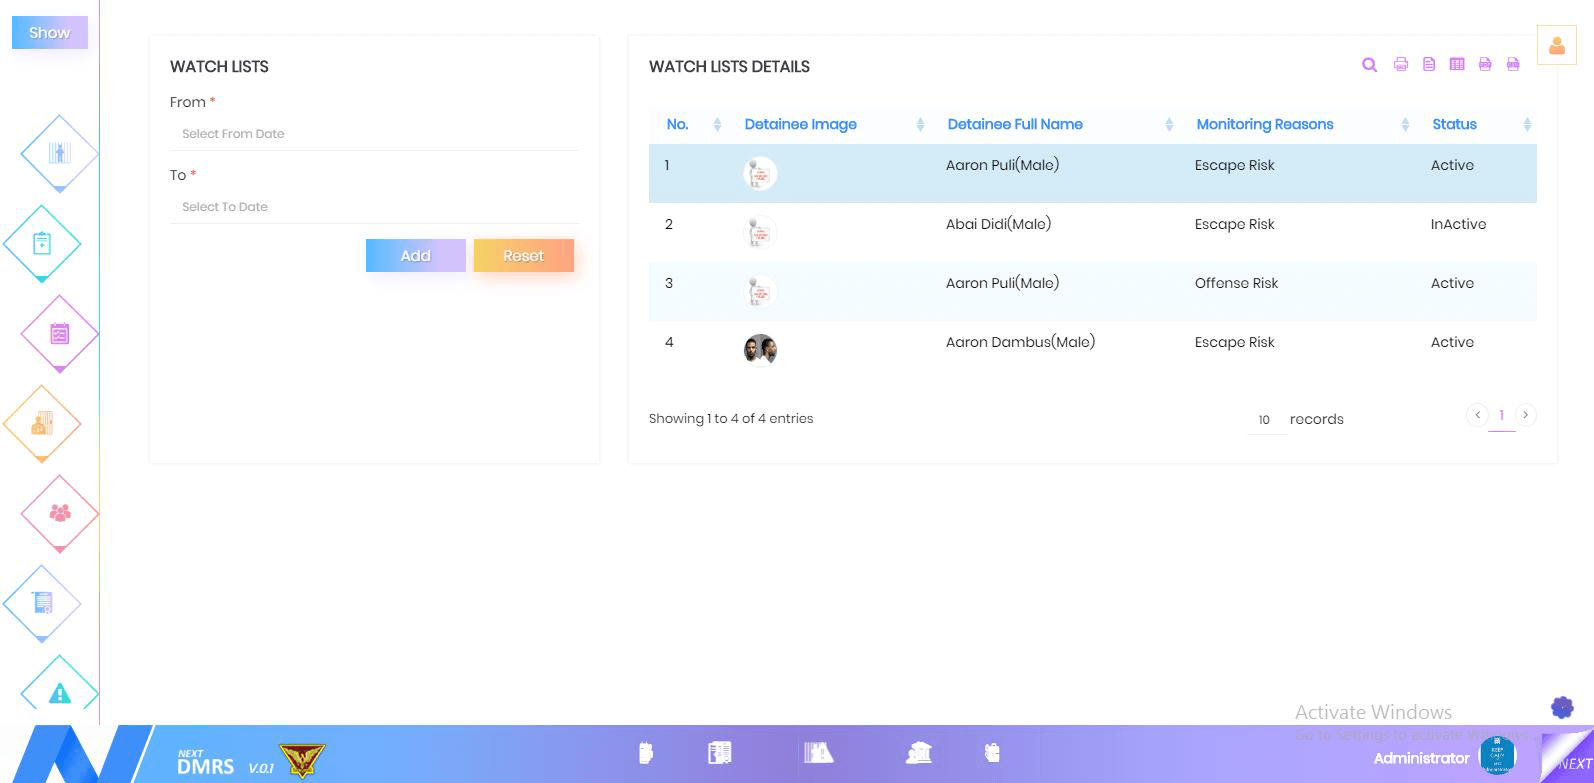 Show
WATCH LISTS
From *
Select From Date
To *
Select To Date
Add
Reset
WATCH LISTS DETAILS
No. Detainee Image Detainee Full Name Monitoring Reasons Status
1 Aaron Puli(Male) Escape Risk Active
2 Abai Didi(Male) Escape Risk InActive
3 Aaron Puli(Male) Offense Risk Active
4 Aaron Dambus(Male) Escape Risk Active
Showing 1 to 4 of 4 entries
10 records
1
Activate Windows
Go to Settings to activate Windows.
NEXT
DMRS V.0.1
Administrator
KEEP
CALM
NEXT